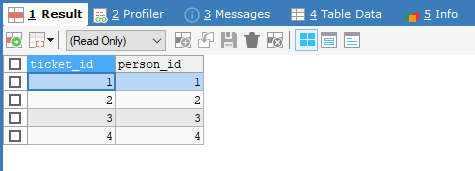 1 Result 2 Profiler 3 Messages 4 Table Data 5 Info
(Read Only)
ticket_id person_id
1 1
2 2
3 3
4 4